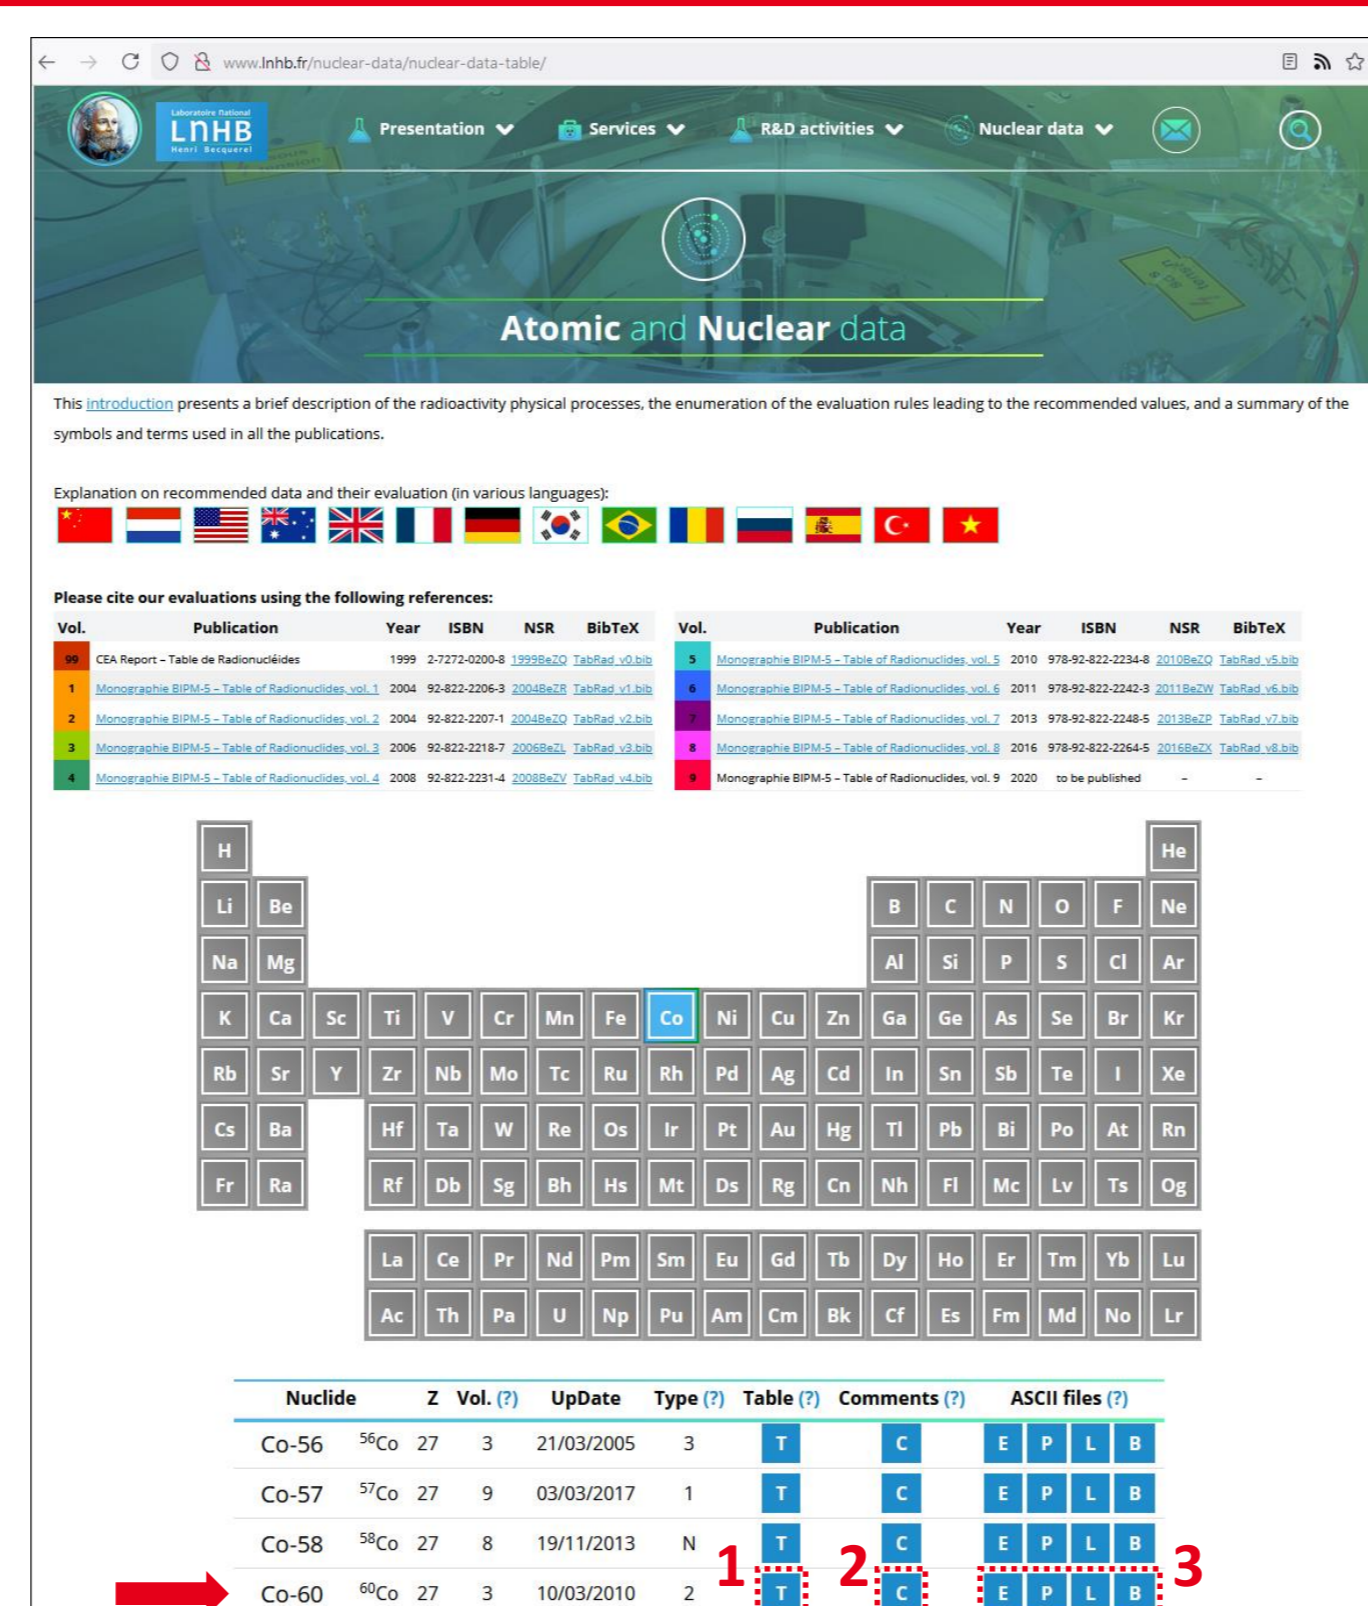 www.lnhb.fr/nuclear-data/nuclear-data-table/
Laboratoire National
LNHB
Henri Becquerel
Presentation Services R&D activities Nuclear data
Atomic and Nuclear data
This introduction presents a brief description of the radioactivity physical processes, the enumeration of the evaluation rules leading to the recommended values, and a summary of the
symbols and terms used in all the publications.
Explanation on recommended data and their evaluation (in various languages):
Please cite our evaluations using the following references:
Vol. Publication Year ISBN NSR BibTeX
99 CEA Report – Table de Radionucléides 1999 2-7272-0200-8 1999BeZQ TabRad_v0.bib
1 Monographie BIPM-5 – Table of Radionuclides, vol. 1 2004 92-822-2206-3 2004BeZR TabRad_v1.bib
2 Monographie BIPM-5 – Table of Radionuclides, vol. 2 2004 92-822-2207-1 2004BeZQ TabRad_v2.bib
3 Monographie BIPM-5 – Table of Radionuclides, vol. 3 2006 92-822-2218-7 2006BeZL TabRad_v3.bib
4 Monographie BIPM-5 – Table of Radionuclides, vol. 4 2008 92-822-2231-4 2008BeZV TabRad_v4.bib
Vol. Publication Year ISBN NSR BibTeX
5 Monographie BIPM-5 – Table of Radionuclides, vol. 5 2010 978-92-822-2234-8 2010BeZQ TabRad_v5.bib
6 Monographie BIPM-5 – Table of Radionuclides, vol. 6 2011 978-92-822-2242-3 2011BeZW TabRad_v6.bib
7 Monographie BIPM-5 – Table of Radionuclides, vol. 7 2013 978-92-822-2248-5 2013BeZP TabRad_v7.bib
8 Monographie BIPM-5 – Table of Radionuclides, vol. 8 2016 978-92-822-2264-5 2016BeZX TabRad_v8.bib
9 Monographie BIPM-5 – Table of Radionuclides, vol. 9 2020 to be published – –
H He
Li Be B C N O F Ne
Na Mg Al Si P S Cl Ar
K Ca Sc Ti V Cr Mn Fe Co Ni Cu Zn Ga Ge As Se Br Kr
Rb Sr Y Zr Nb Mo Tc Ru Rh Pd Ag Cd In Sn Sb Te I Xe
Cs Ba Hf Ta W Re Os Ir Pt Au Hg Tl Pb Bi Po At Rn
Fr Ra Rf Db Sg Bh Hs Mt Ds Rg Cn Nh Fl Mc Lv Ts Og
La Ce Pr Nd Pm Sm Eu Gd Tb Dy Ho Er Tm Yb Lu
Ac Th Pa U Np Pu Am Cm Bk Cf Es Fm Md No Lr
Nuclide Z Vol. (?) UpDate Type (?) Table (?) Comments (?) ASCII files (?)
Co-56 ⁵⁶Co 27 3 21/03/2005 3 T C E P L B
Co-57 ⁵⁷Co 27 9 03/03/2017 1 T C E P L B
Co-58 ⁵⁸Co 27 8 19/11/2013 N T C E P L B
1 2 3
Co-60 ⁶⁰Co 27 3 10/03/2010 2 T C E P L B